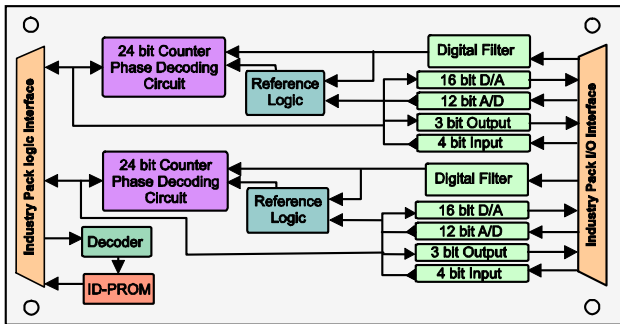 Industry Pack logic Interface
24 bit Counter
Phase Decoding
Circuit
Reference
Logic
Digital Filter
16 bit D/A
12 bit A/D
3 bit Output
4 bit Input
24 bit Counter
Phase Decoding
Circuit
Reference
Logic
Digital Filter
16 bit D/A
12 bit A/D
3 bit Output
4 bit Input
Decoder
ID-PROM
Industry Pack I/O Interface